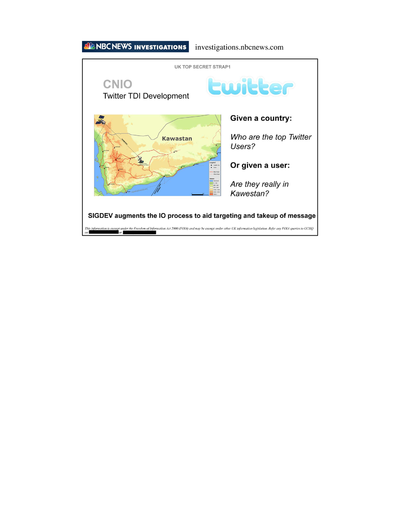 NBC NEWS INVESTIGATIONS investigations.nbcnews.com
UK TOP SECRET STRAP1
CNIO
twitter
Twitter TDI Development
Given a country:
Kawastan
Who are the top Twitter
Users?
Or given a user:
Are they really in
Kawestan?
SIGDEV augments the IO process to aid targeting and takeup of message
This information is exempt under the Freedom of Information Act 2000 (FOIA) and may be exempt under other UK information legislation. Refer any FOIA queries to GCHQ